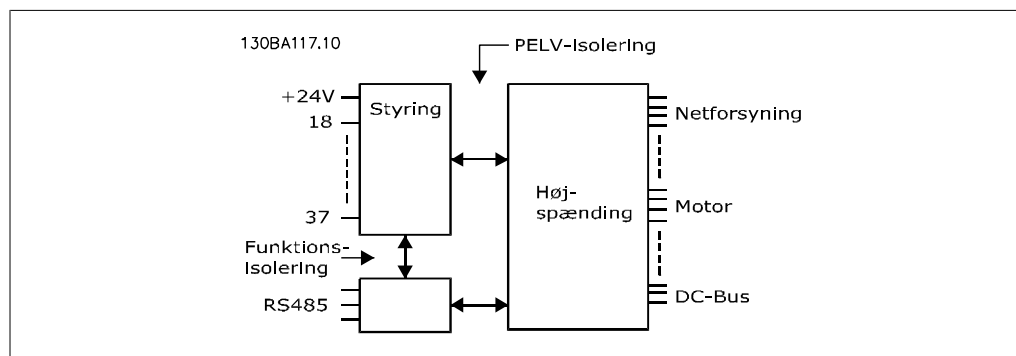 130BA117.10
PELV-isolering
+24V
Styring
18
37
Høj-
spænding
Netforsyning
Motor
DC-Bus
Funktions-
isolering
RS485